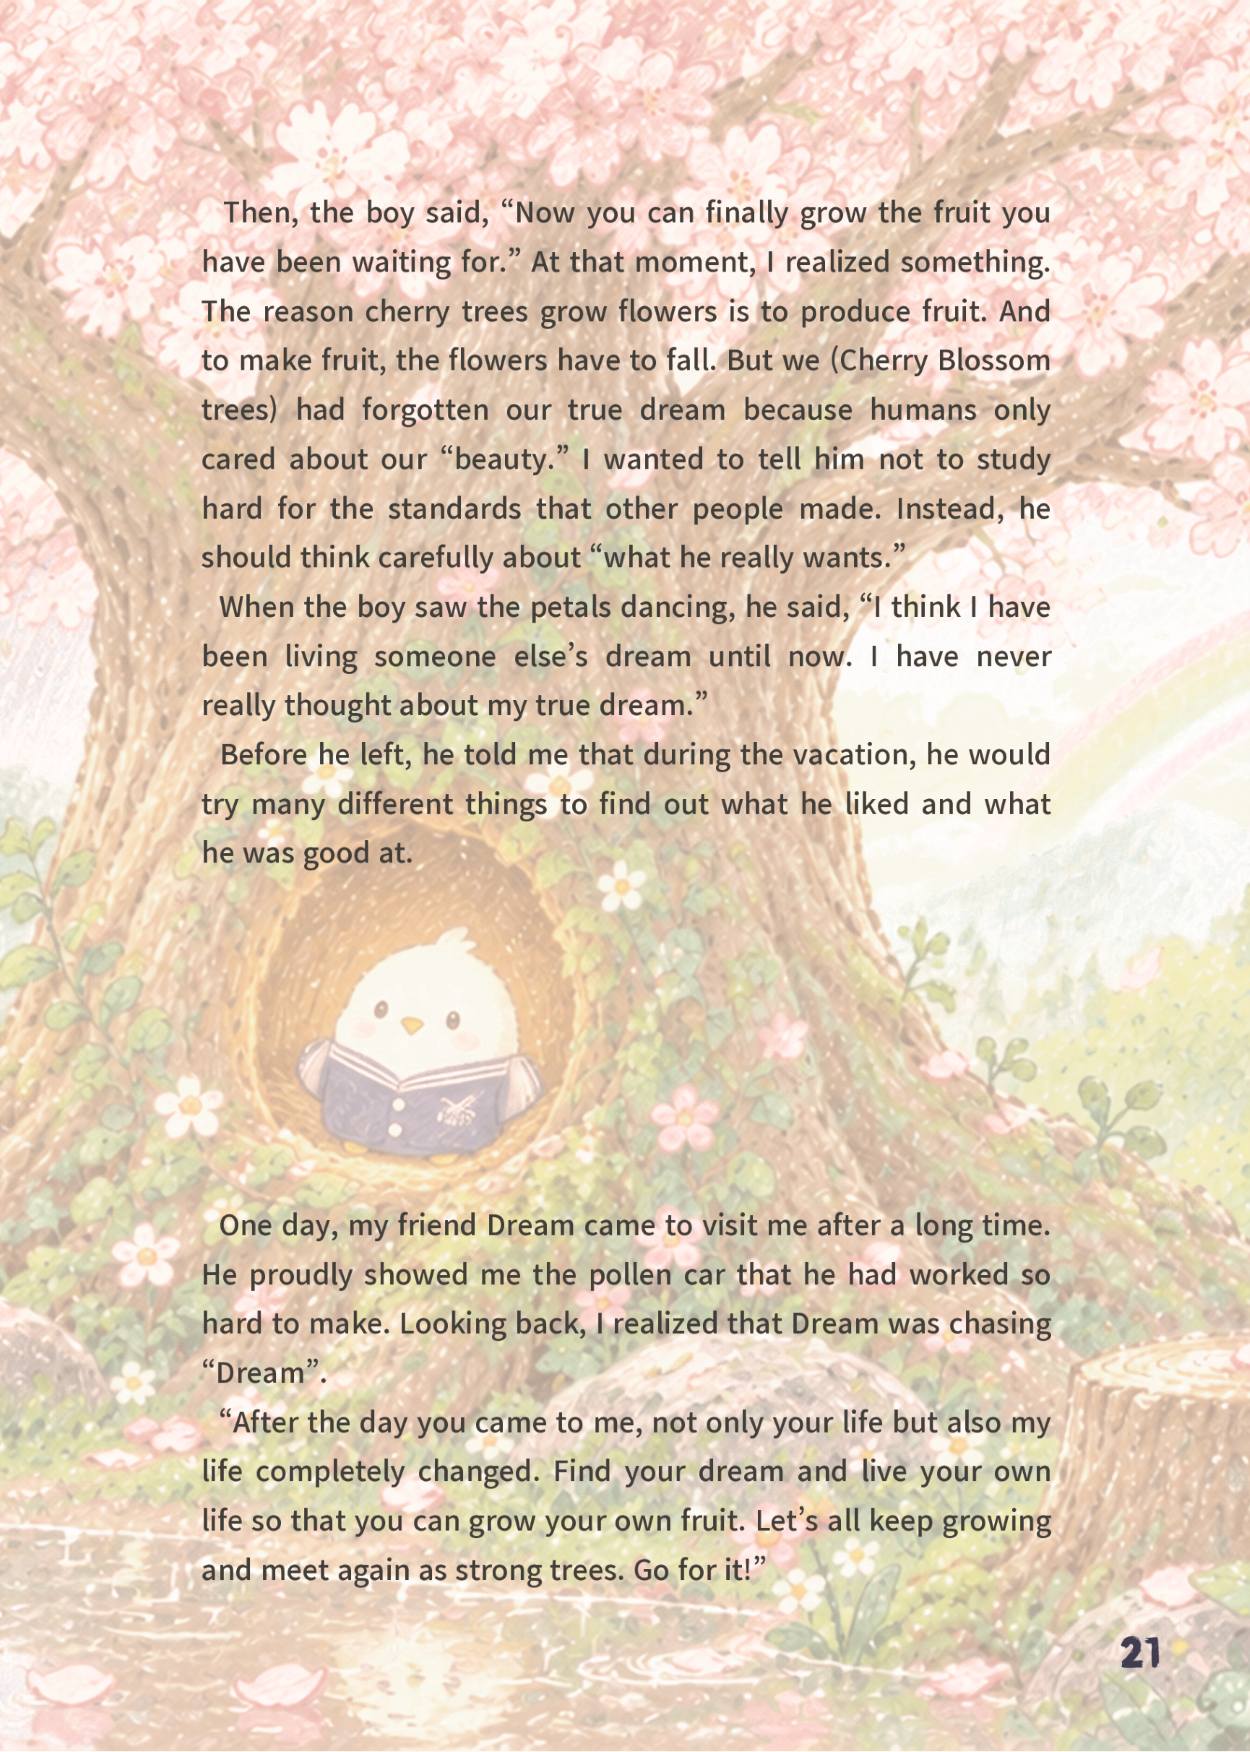 Then, the boy said, “Now you can finally grow the fruit you
have been waiting for.” At that moment, I realized something.
The reason cherry trees grow flowers is to produce fruit. And
to make fruit, the flowers have to fall. But we (Cherry Blossom
trees) had forgotten our true dream because humans only
cared about our “beauty.” I wanted to tell him not to study
hard for the standards that other people made. Instead, he
should think carefully about “what he really wants.”
When the boy saw the petals dancing, he said, “I think I have
been living someone else’s dream until now. I have never
really thought about my true dream.”
Before he left, he told me that during the vacation, he would
try many different things to find out what he liked and what
he was good at.
One day, my friend Dream came to visit me after a long time.
He proudly showed me the pollen car that he had worked so
hard to make. Looking back, I realized that Dream was chasing
“Dream”.
“After the day you came to me, not only your life but also my
life completely changed. Find your dream and live your own
life so that you can grow your own fruit. Let’s all keep growing
and meet again as strong trees. Go for it!”
21